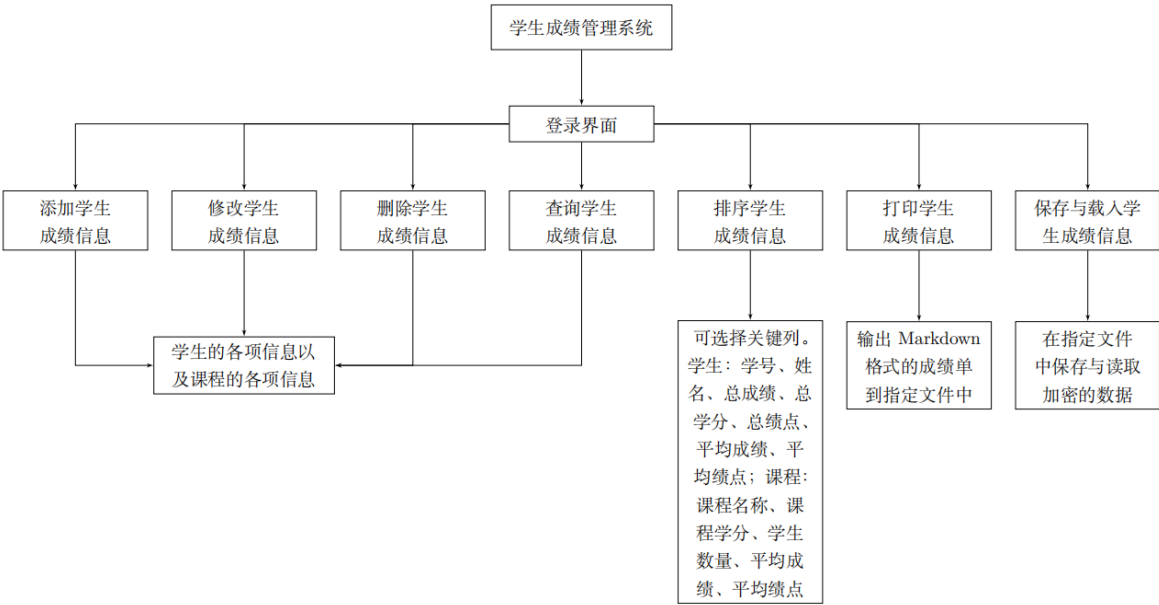 学生成绩管理系统
登录界面
添加学生
成绩信息
修改学生
成绩信息
删除学生
成绩信息
查询学生
成绩信息
排序学生
成绩信息
打印学生
成绩信息
保存与载入学
生成绩信息
学生的各项信息以
及课程的各项信息
可选择关键列。
学生：学号、姓
名、总成绩、总
学分、总绩点、
平均成绩、平
均绩点；课程：
课程名称、课
程学分、学生
数量、平均成
绩、平均绩点
输出 Markdown
格式的成绩单
到指定文件中
在指定文件
中保存与读取
加密的数据